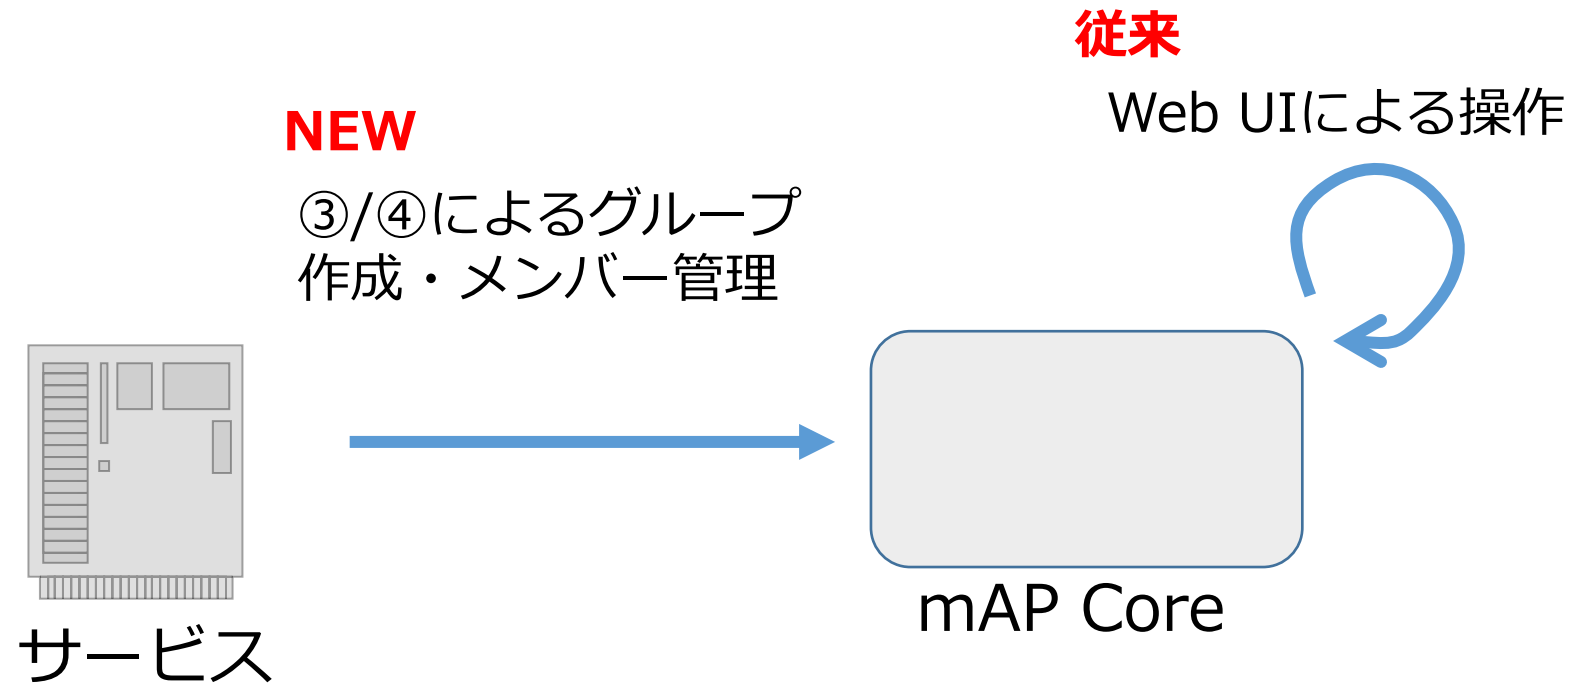 従来
Web UIによる操作
NEW
③/④によるグループ
作成・メンバー管理
mAP Core
サービス